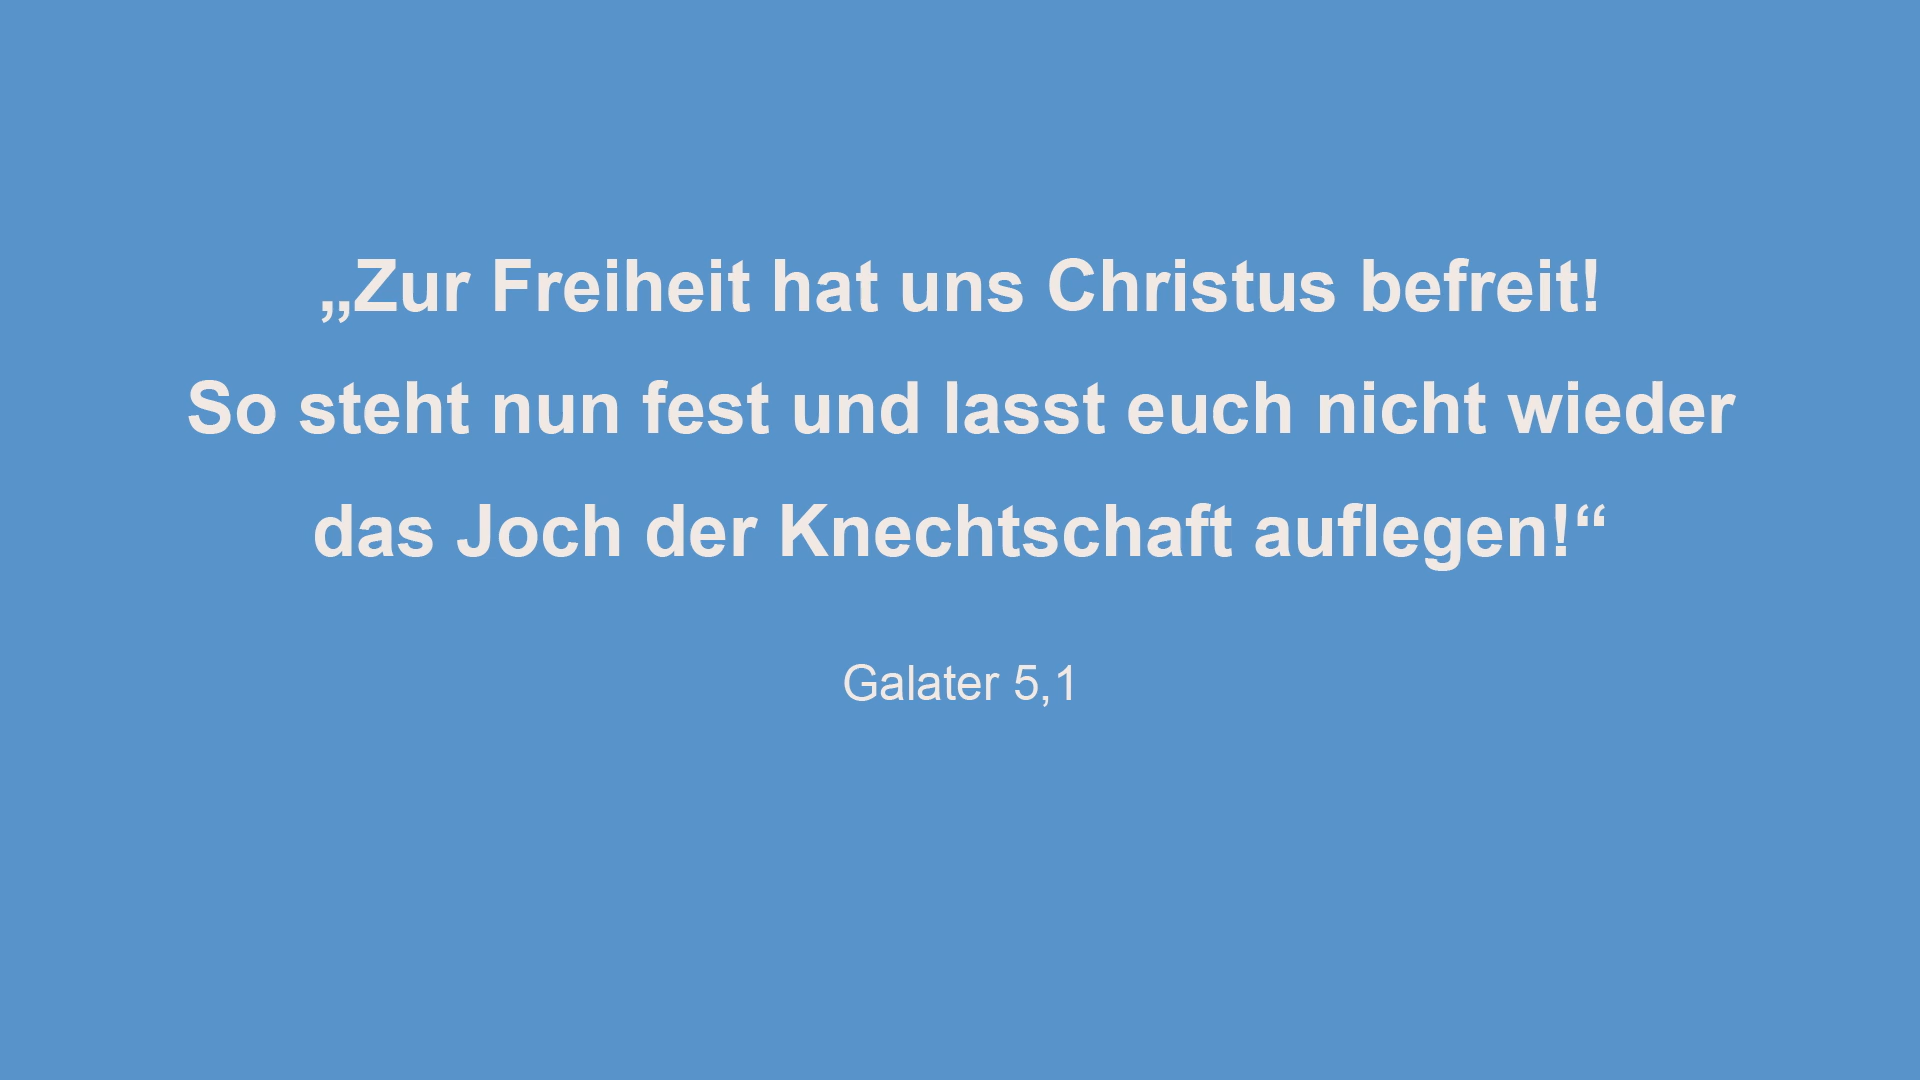 „Zur Freiheit hat uns Christus befreit!
So steht nun fest und lasst euch nicht wieder
das Joch der Knechtschaft auflegen!“
Galater 5,1